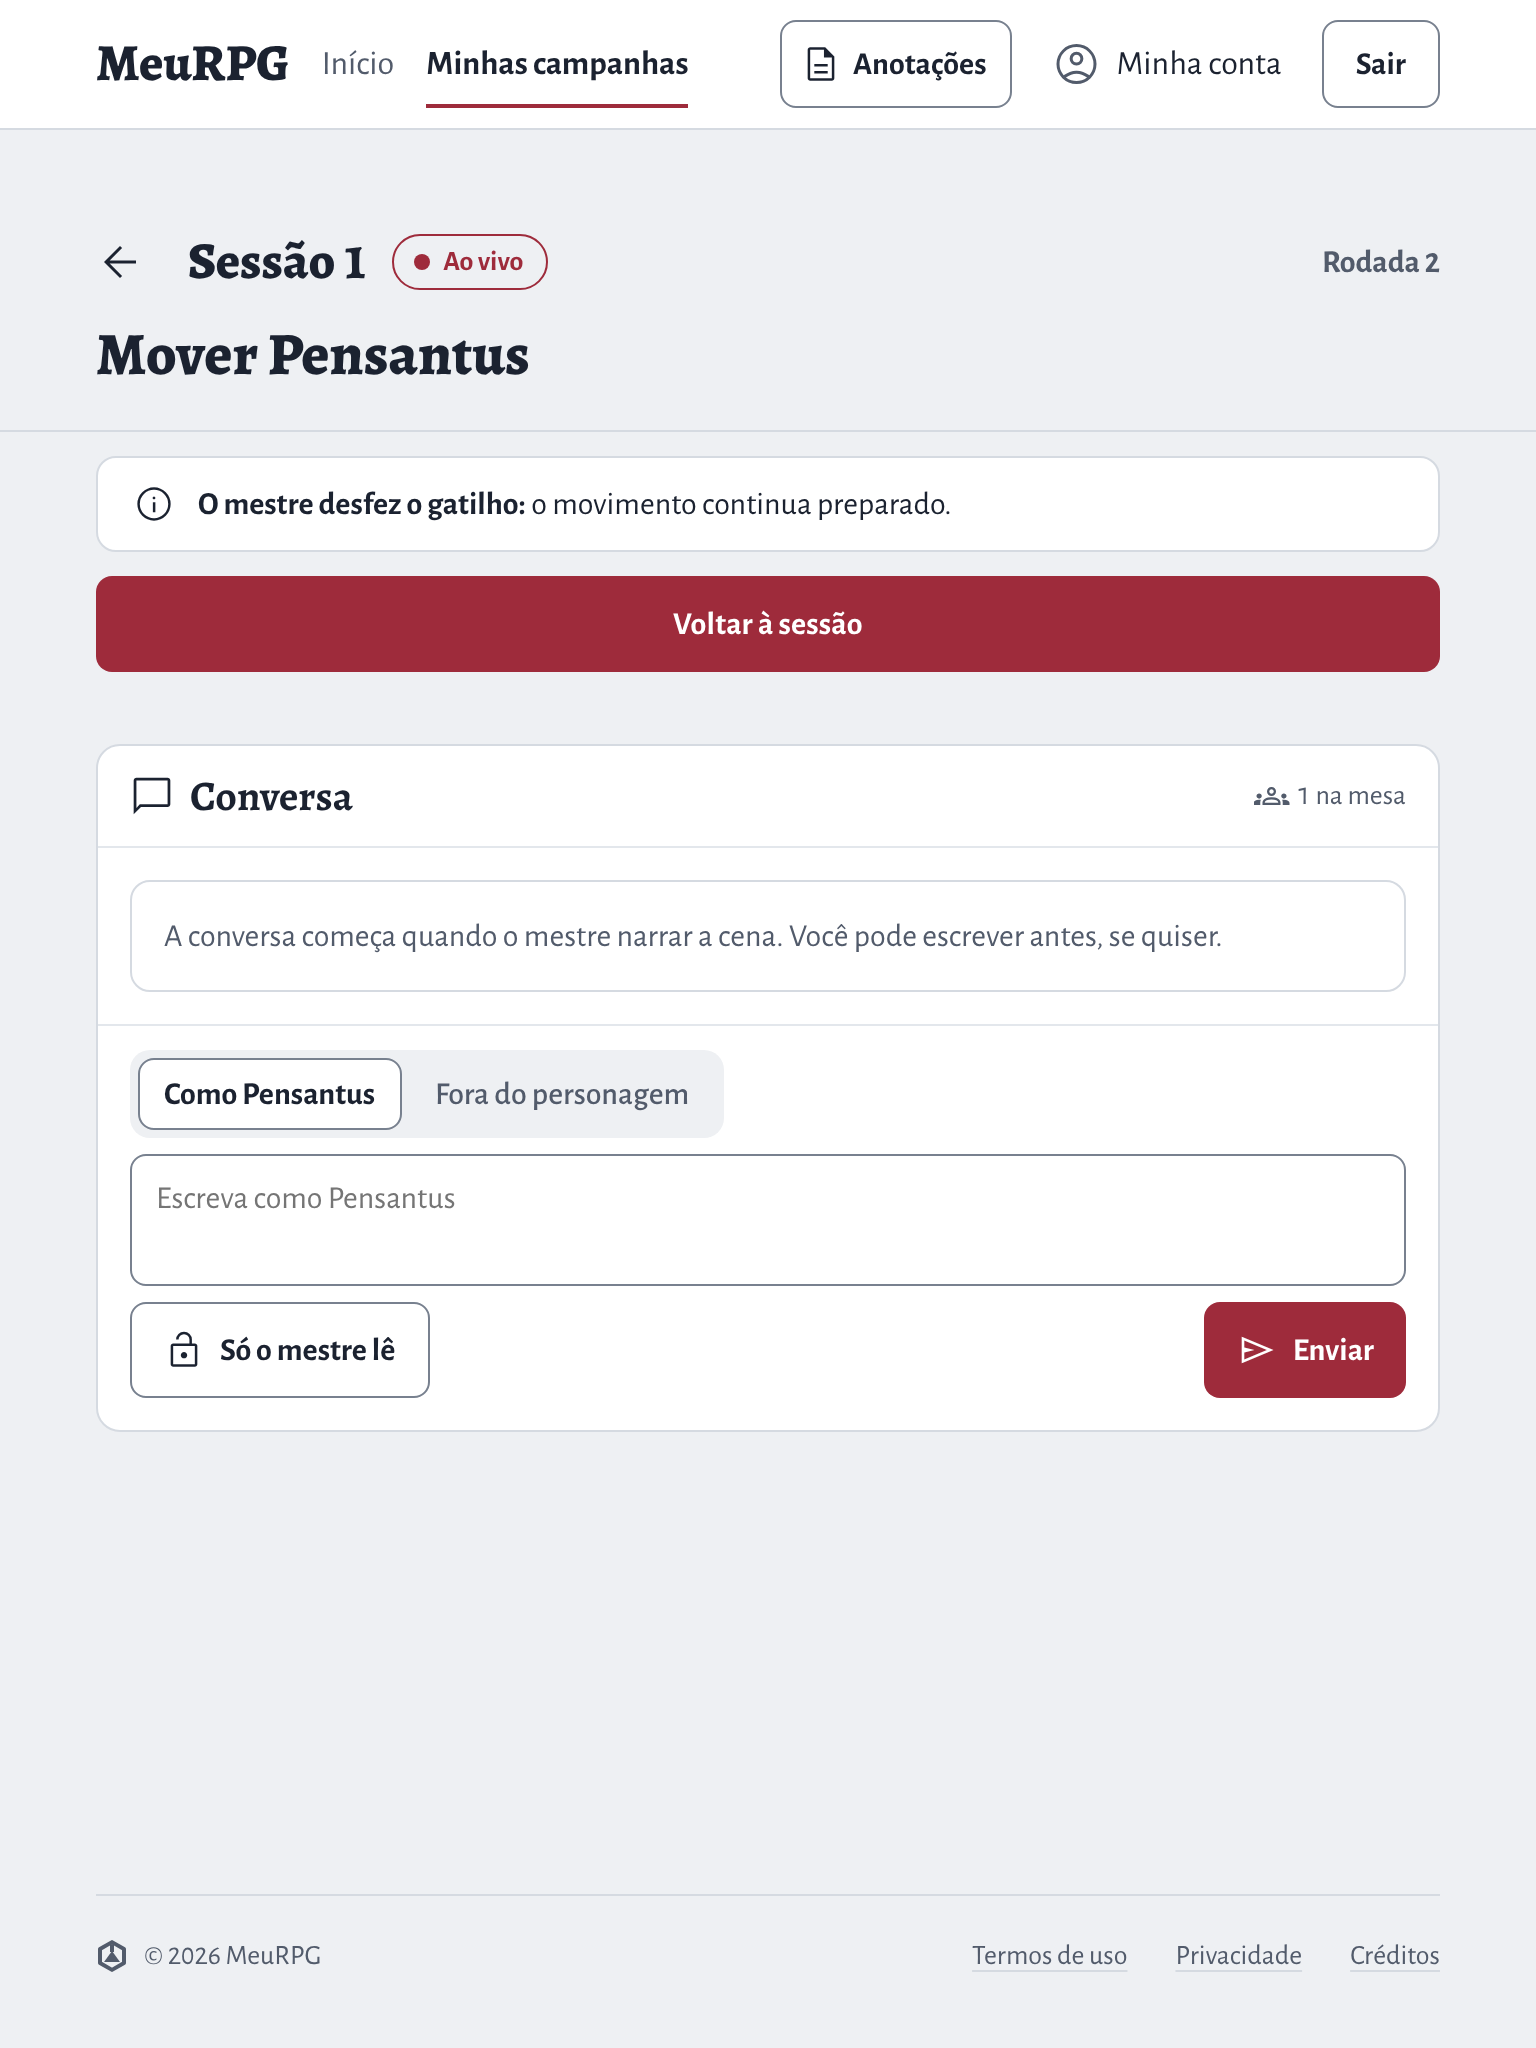 MeuRPG Início Minhas campanhas Anotações Minha conta Sair
Sessão 1 Ao vivo Rodada 2
Mover Pensantus
O mestre desfez o gatilho: o movimento continua preparado.
Voltar à sessão
Conversa 1 na mesa
A conversa começa quando o mestre narrar a cena. Você pode escrever antes, se quiser.
Como Pensantus Fora do personagem
Escreva como Pensantus
Só o mestre lê Enviar
© 2026 MeuRPG Termos de uso Privacidade Créditos